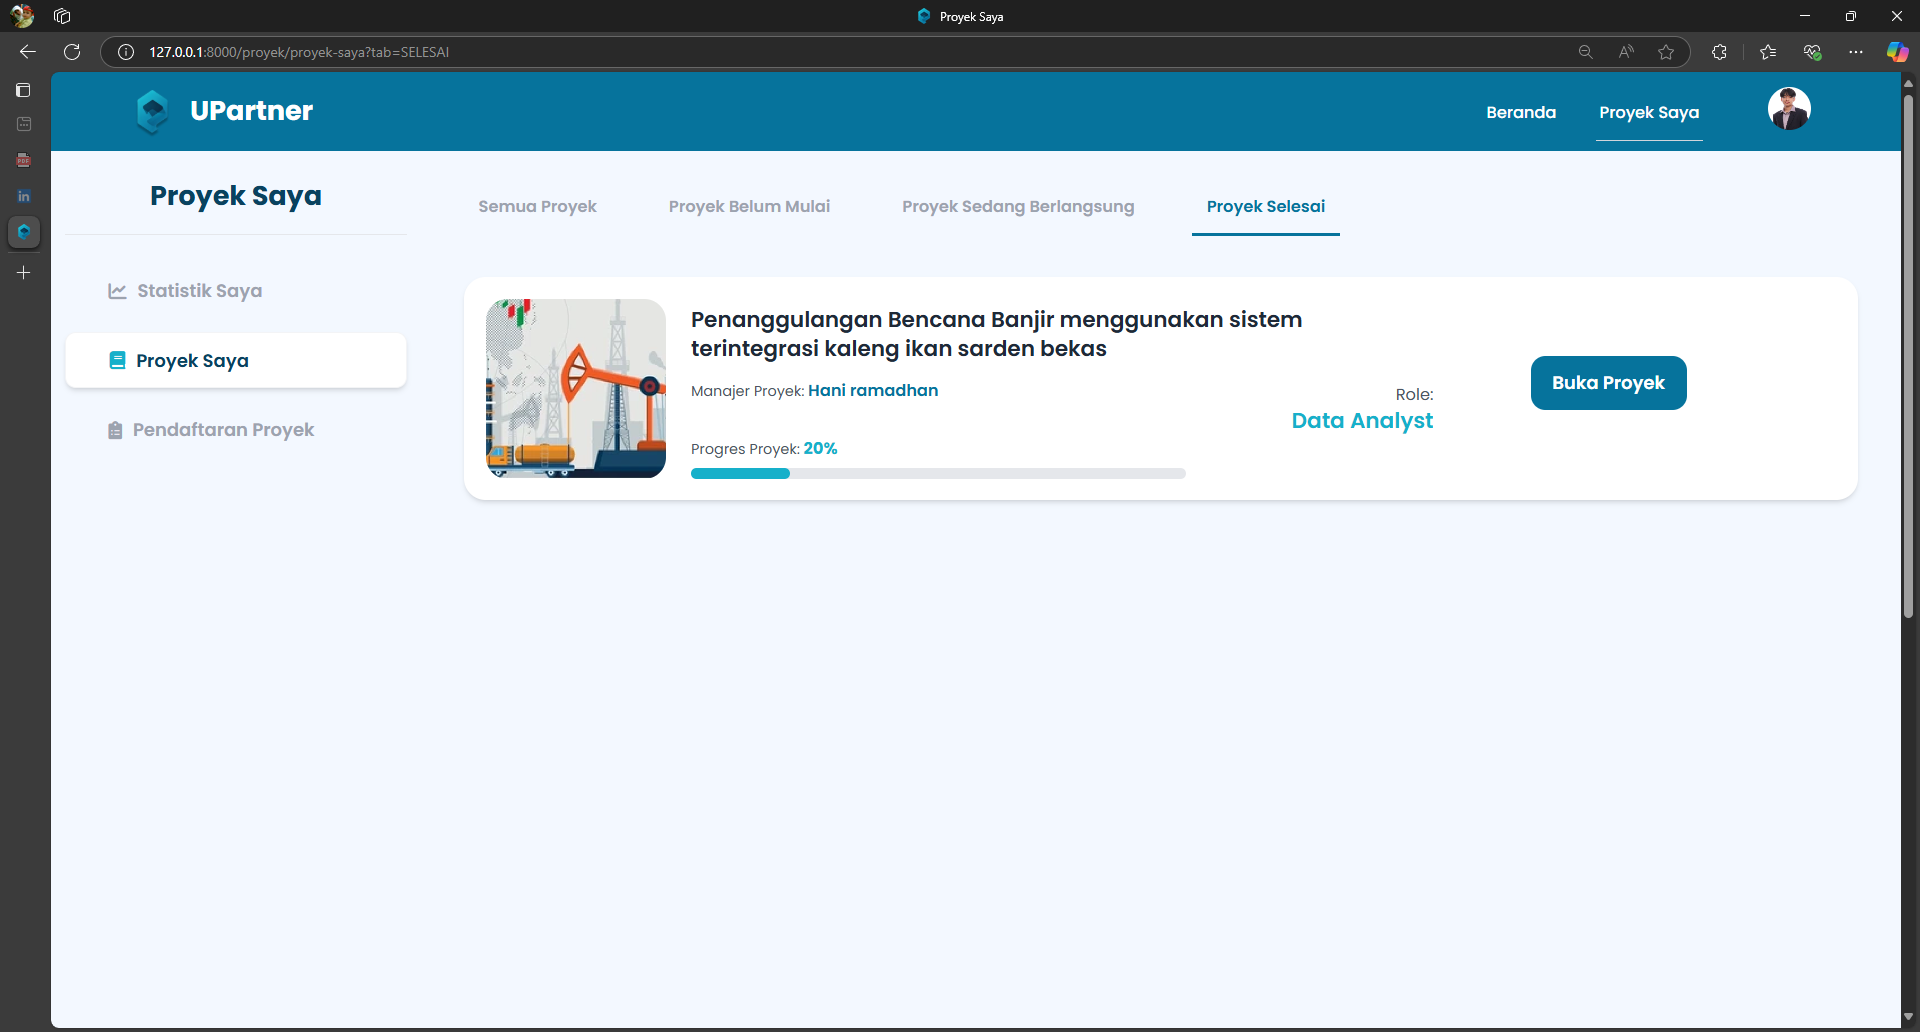 Proyek Saya
127.0.0.1:8000/proyek/proyek-saya?tab=SELESAI
UPartner
Beranda
Proyek Saya
Proyek Saya
Semua Proyek
Proyek Belum Mulai
Proyek Sedang Berlangsung
Proyek Selesai
Statistik Saya
Proyek Saya
Pendaftaran Proyek
Penanggulangan Bencana Banjir menggunakan sistem
terintegrasi kaleng ikan sarden bekas
Manajer Proyek: Hani ramadhan
Progres Proyek: 20%
Role:
Data Analyst
Buka Proyek
PDF
in